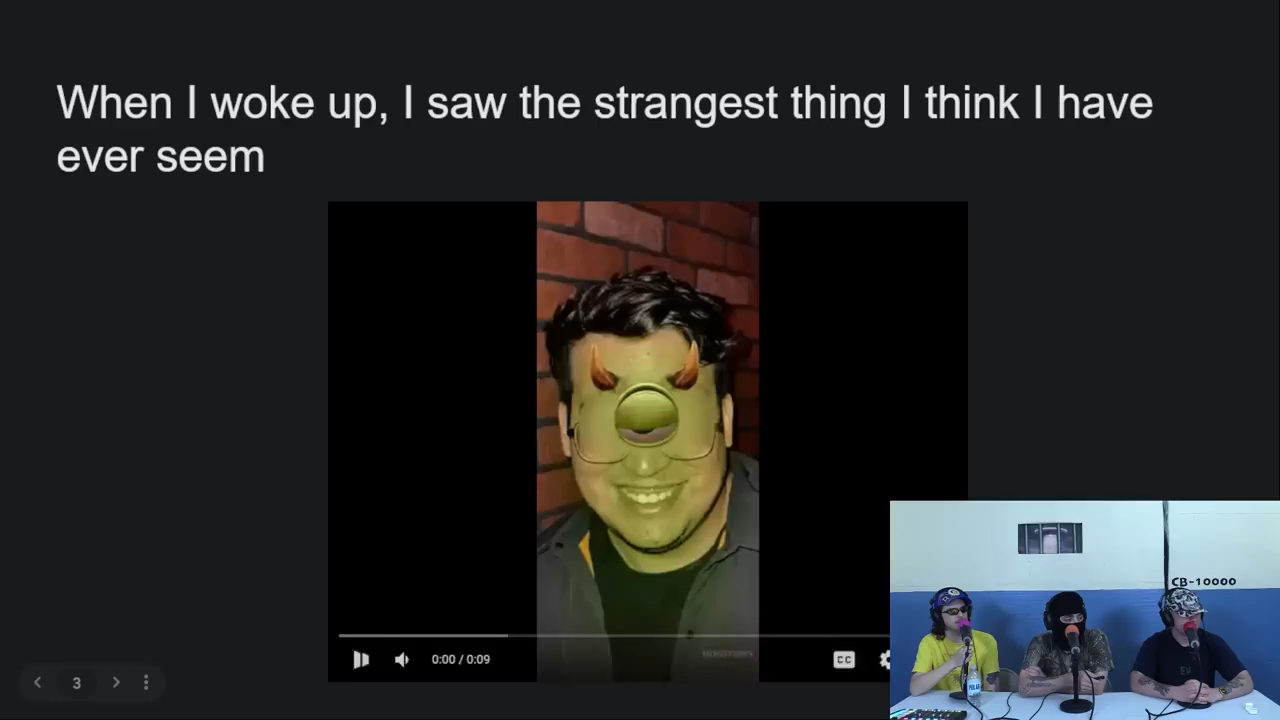 When I woke up, I saw the strangest thing I think I have
ever seem
0:00 / 0:09
CC
3
CB-10000